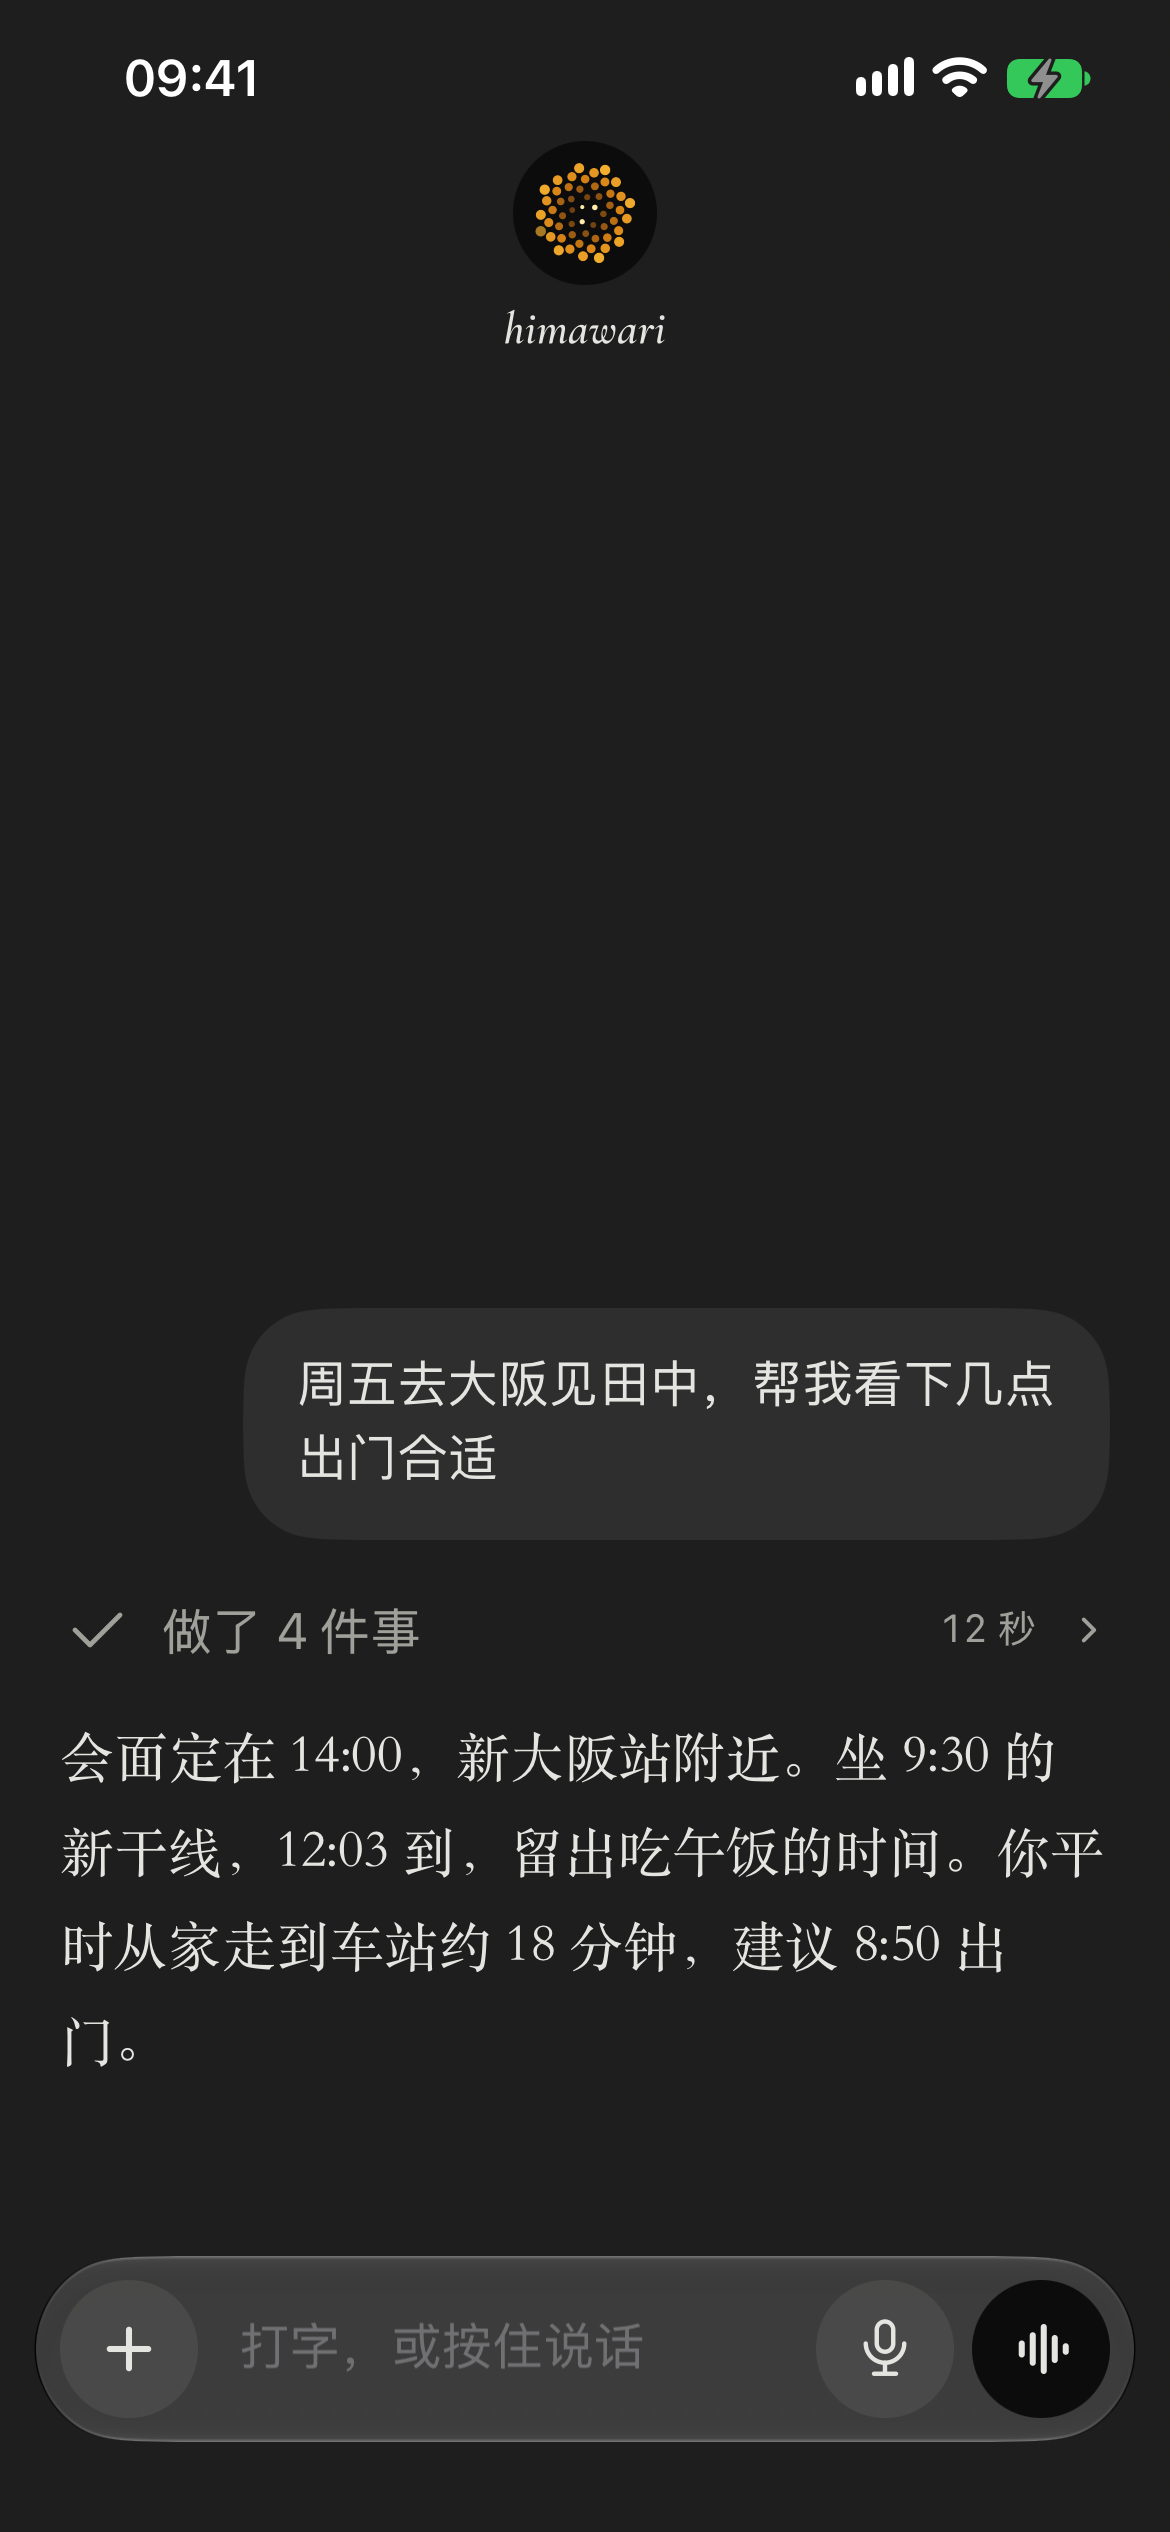 09:41
himawari
周五去大阪见田中，帮我看下几点
出门合适
做了 4 件事
12 秒
会面定在 14:00，新大阪站附近。坐 9:30 的
新干线，12:03 到，留出吃午饭的时间。你平
时从家走到车站约 18 分钟，建议 8:50 出
门。
打字，或按住说话